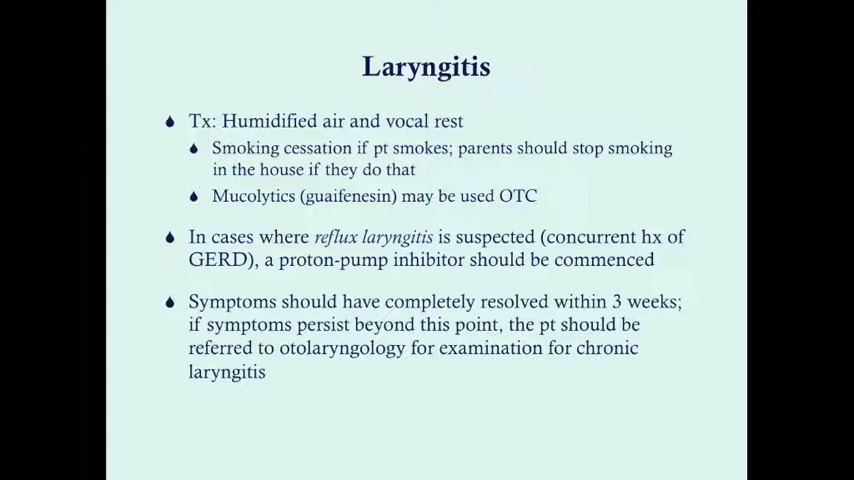 Laryngitis
Tx: Humidified air and vocal rest
Smoking cessation if pt smokes; parents should stop smoking
in the house if they do that
Mucolytics (guaifenesin) may be used OTC
In cases where reflux laryngitis is suspected (concurrent hx of
GERD), a proton-pump inhibitor should be commenced
Symptoms should have completely resolved within 3 weeks;
if symptoms persist beyond this point, the pt should be
referred to otolaryngology for examination for chronic
laryngitis